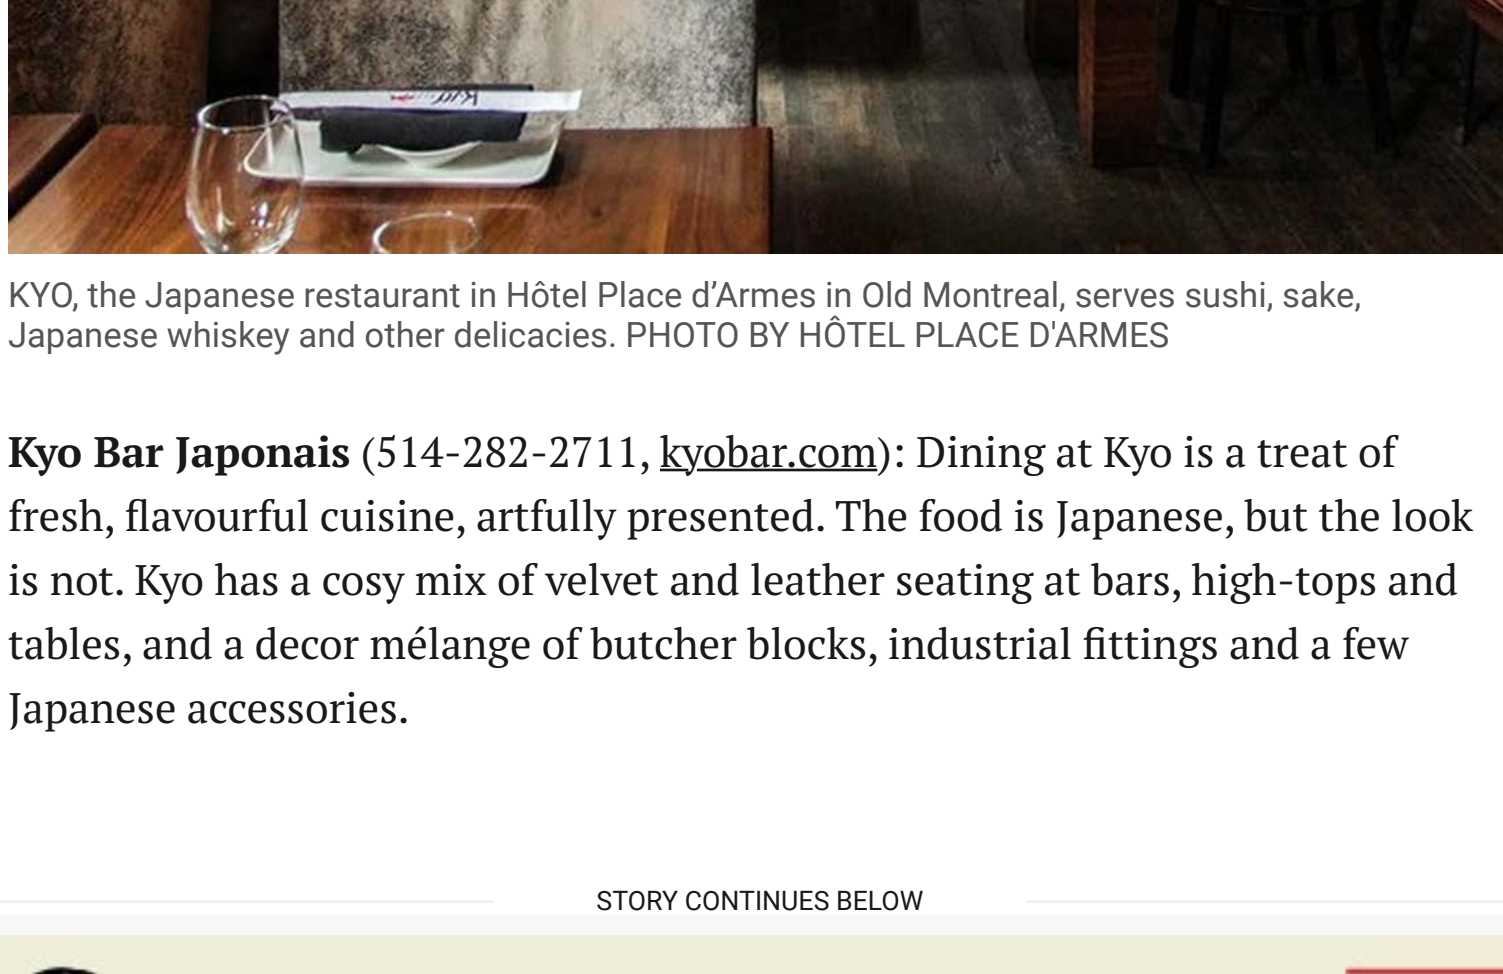 Kyo
KYO, the Japanese restaurant in Hôtel Place d’Armes in Old Montreal, serves sushi, sake,
Japanese whiskey and other delicacies. PHOTO BY HÔTEL PLACE D'ARMES
Kyo Bar Japonais (514-282-2711, kyobar.com): Dining at Kyo is a treat of
fresh, flavourful cuisine, artfully presented. The food is Japanese, but the look
is not. Kyo has a cosy mix of velvet and leather seating at bars, high-tops and
tables, and a decor mélange of butcher blocks, industrial fittings and a few
Japanese accessories.
STORY CONTINUES BELOW